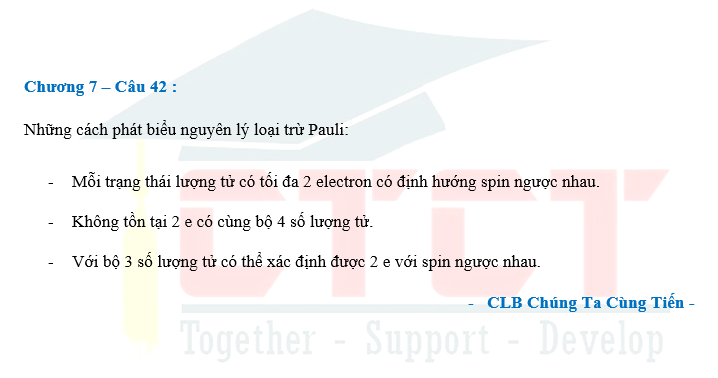 Chương 7 – Câu 42 :
Những cách phát biểu nguyên lý loại trừ Pauli:
- Mỗi trạng thái lượng tử có tối đa 2 electron có định hướng spin ngược nhau.
- Không tồn tại 2 e có cùng bộ 4 số lượng tử.
- Với bộ 3 số lượng tử có thể xác định được 2 e với spin ngược nhau.
- CLB Chúng Ta Cùng Tiến -
CTCT
Together - Support - Develop